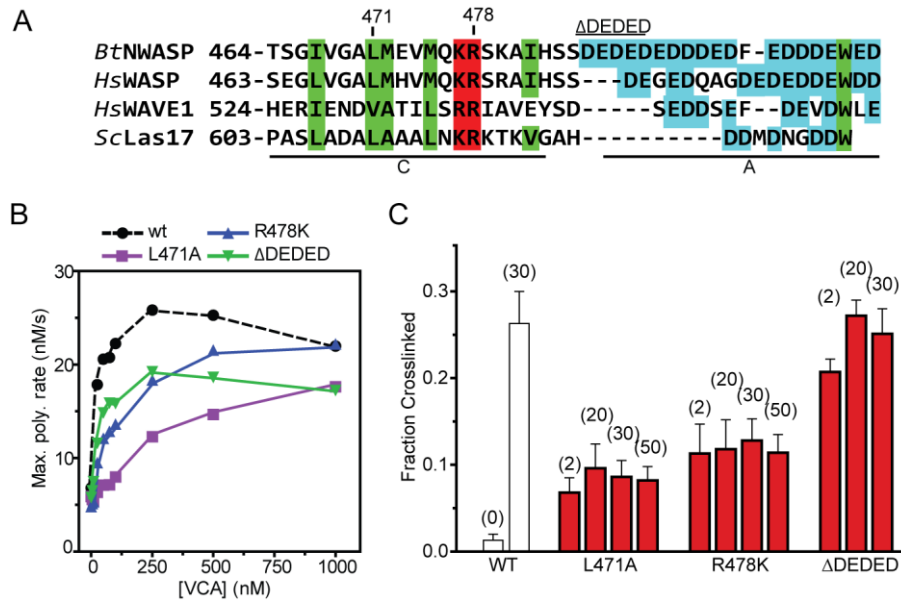 A
471
478
ΔDEDED
BtNWASP 464-TSGIVGALMEVMQKRSKAIHSSDEDEDEDDDEDF-EDDDEWED
HsWASP 463-SEGLVGALMHVMQKRSRAIHSS---DEGEDQAGDEDEDDEWDD
HsWAVE1 524-HERIENDVATILSRRIAVEYSD-----SEDDSEF--DEVDWLE
ScLas17 603-PASLADALAAALNKRKTKVGAH----------DDMDNGDDW
C
A
B
wt
R478K
L471A
ΔDEDED
Max. poly. rate (nM/s)
30
20
10
0
0
250
500
750
1000
[VCA] (nM)
C
Fraction Crosslinked
0.3
0.2
0.1
0.0
(0)
(30)
(2)
(20)
(30)
(50)
(2)
(20)
(30)
(50)
(2)
(20)
(30)
WT
L471A
R478K
ΔDEDED